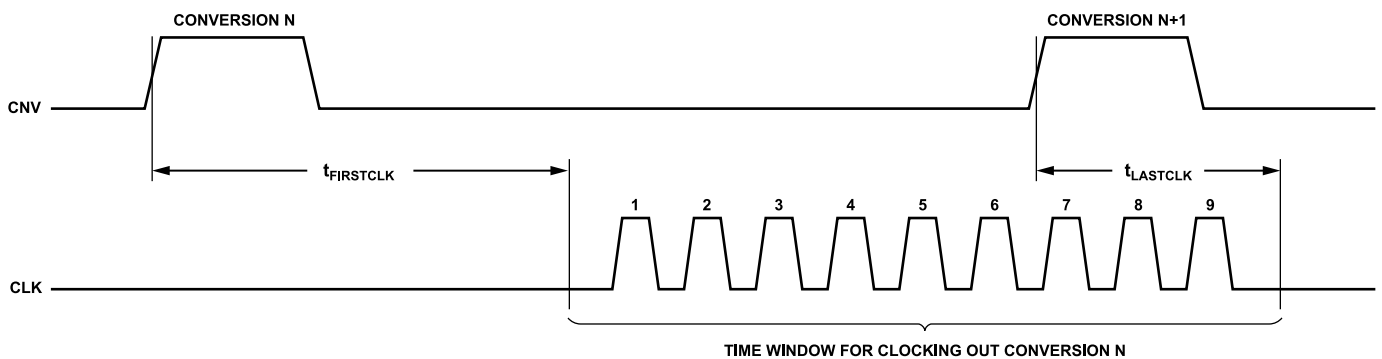 CONVERSION N
CONVERSION N+1
CNV
tFIRSTCLK
tLASTCLK
1 2 3 4 5 6 7 8 9
CLK
TIME WINDOW FOR CLOCKING OUT CONVERSION N